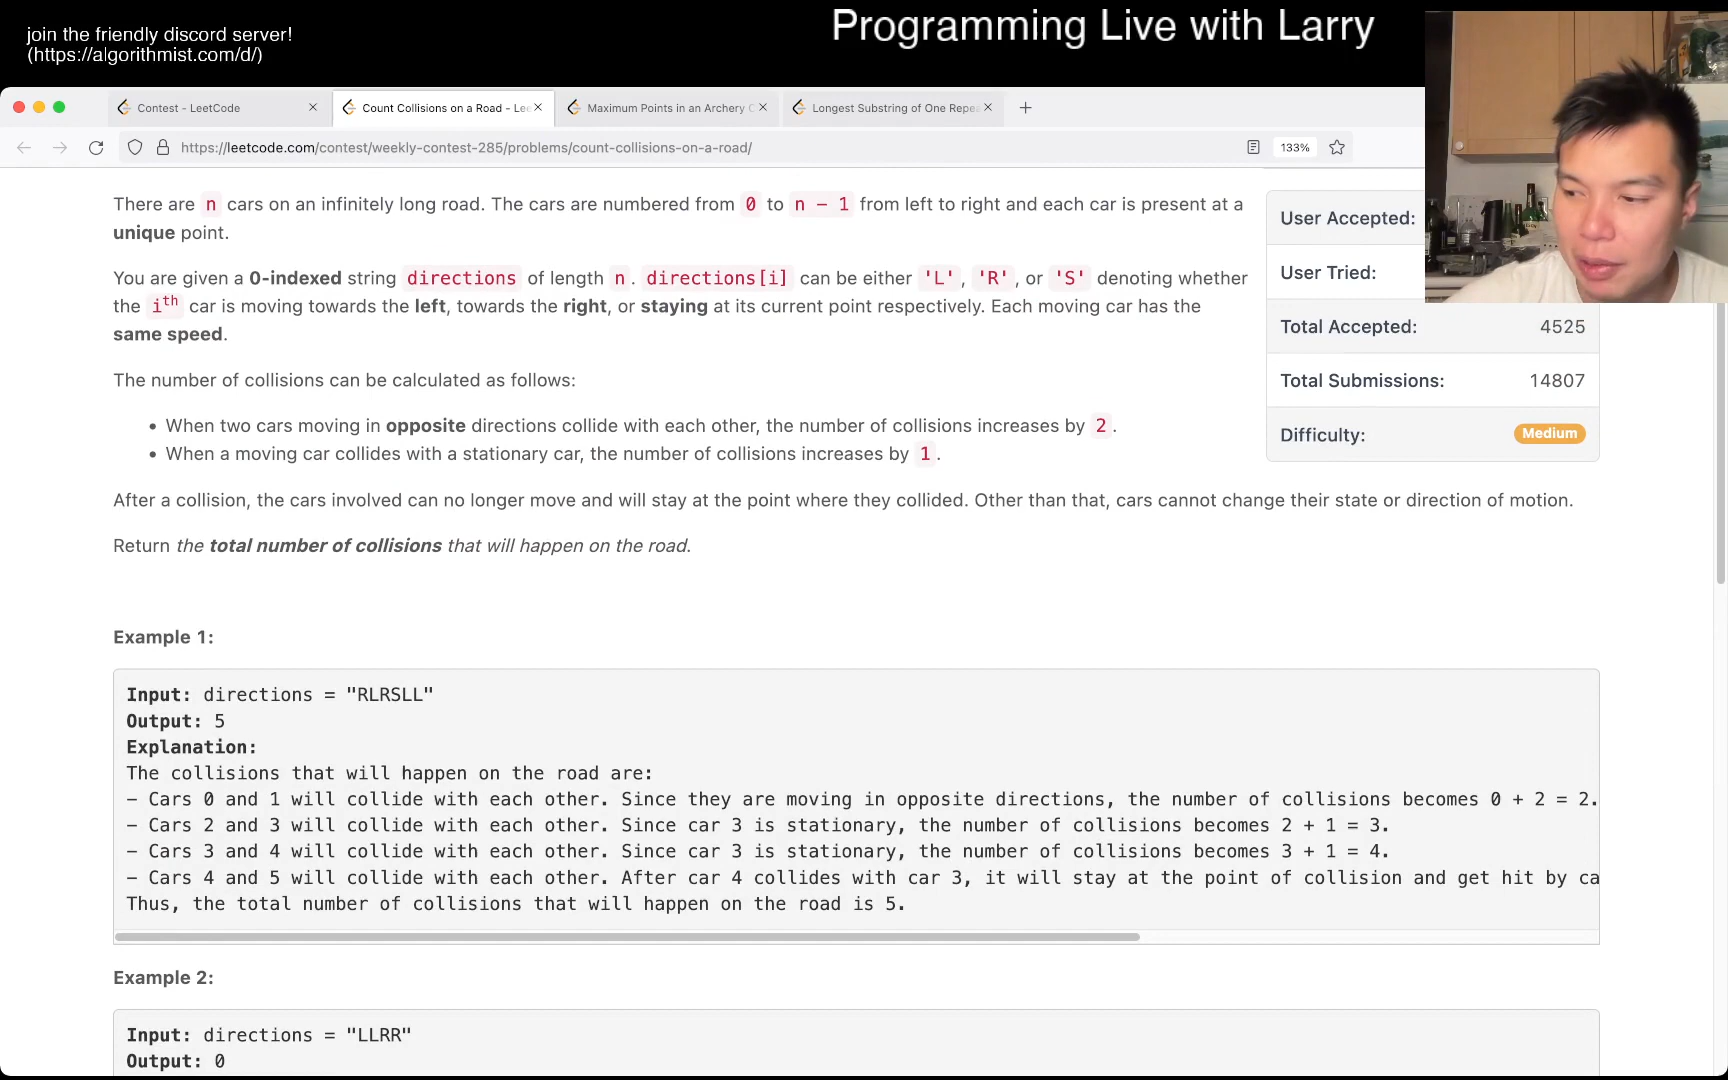 join the friendly discord server!
(https://algorithmist.com/d/)
Programming Live with Larry
Contest - LeetCode
Count Collisions on a Road - Lee
Maximum Points in an Archery C
Longest Substring of One Repea
https://leetcode.com/contest/weekly-contest-285/problems/count-collisions-on-a-road/
133%
There are n cars on an infinitely long road. The cars are numbered from 0 to n - 1 from left to right and each car is present at a
unique point.
You are given a 0-indexed string directions of length n. directions[i] can be either 'L', 'R', or 'S' denoting whether
the ith car is moving towards the left, towards the right, or staying at its current point respectively. Each moving car has the
same speed.
The number of collisions can be calculated as follows:
• When two cars moving in opposite directions collide with each other, the number of collisions increases by 2.
• When a moving car collides with a stationary car, the number of collisions increases by 1.
After a collision, the cars involved can no longer move and will stay at the point where they collided. Other than that, cars cannot change their state or direction of motion.
Return the total number of collisions that will happen on the road.
User Accepted:
User Tried:
Total Accepted: 4525
Total Submissions: 14807
Difficulty: Medium
Example 1:
Input: directions = "RLRSLL"
Output: 5
Explanation:
The collisions that will happen on the road are:
- Cars 0 and 1 will collide with each other. Since they are moving in opposite directions, the number of collisions becomes 0 + 2 = 2.
- Cars 2 and 3 will collide with each other. Since car 3 is stationary, the number of collisions becomes 2 + 1 = 3.
- Cars 3 and 4 will collide with each other. Since car 3 is stationary, the number of collisions becomes 3 + 1 = 4.
- Cars 4 and 5 will collide with each other. After car 4 collides with car 3, it will stay at the point of collision and get hit by ca
Thus, the total number of collisions that will happen on the road is 5.
Example 2:
Input: directions = "LLRR"
Output: 0